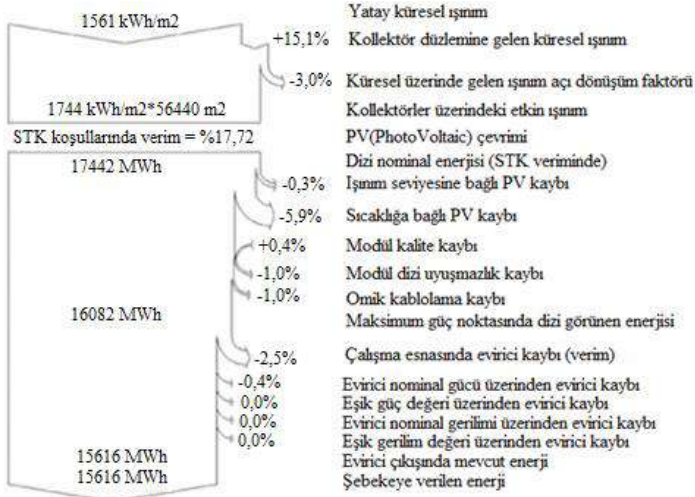 1561 kWh/m2
Yatay küresel ışınım
+15,1% Kollektör düzlemine gelen küresel ışınım
-3,0% Küresel üzerinde gelen ışınım açı dönüşüm faktörü
1744 kWh/m2*56440 m2 Kollektörler üzerindeki etkin ışınım
STK koşullarında verim = %17,72 PV(PhotoVoltaic) çevrimi
17442 MWh Dizi nominal enerjisi (STK veriminde)
-0,3% Işınım seviyesine bağlı PV kaybı
-5,9% Sıcaklığa bağlı PV kaybı
+0,4% Modül kalite kaybı
-1,0% Modül dizi uyuşmazlık kaybı
-1,0% Omik kablolama kaybı
16082 MWh Maksimum güç noktasında dizi görünen enerjisi
-2,5% Çalışma esnasında evirici kaybı (verim)
-0,4% Evirici nominal gücü üzerinden evirici kaybı
0,0% Eşik güç değeri üzerinden evirici kaybı
0,0% Evirici nominal gerilimi üzerinden evirici kaybı
0,0% Eşik gerilim değeri üzerinden evirici kaybı
15616 MWh Evirici çıkışında mevcut enerji
15616 MWh Şebekeye verilen enerji